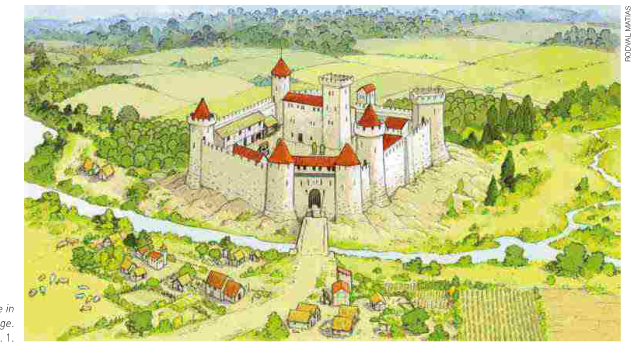 RODVAL MATIAS
e in
ge.
. 1.